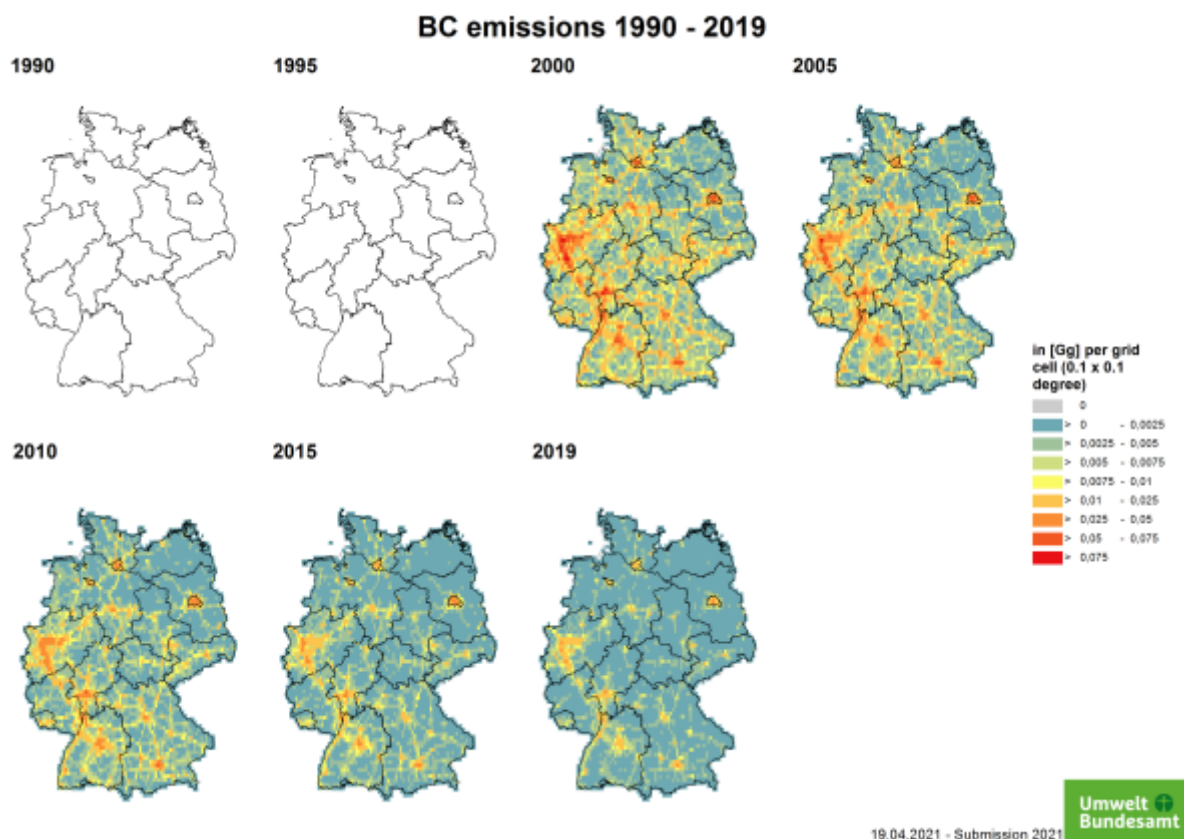 BC emissions 1990 - 2019
1990
1995
2000
2005
in [Gg] per grid
cell (0.1 x 0.1
degree)
0
> 0 - 0,0025
> 0,0025 - 0,005
> 0,005 - 0,0075
> 0,0075 - 0,01
> 0,01 - 0,025
> 0,025 - 0,05
> 0,05 - 0,075
> 0,075
2010
2015
2019
Umwelt
Bundesamt
19.04.2021 - Submission 2021